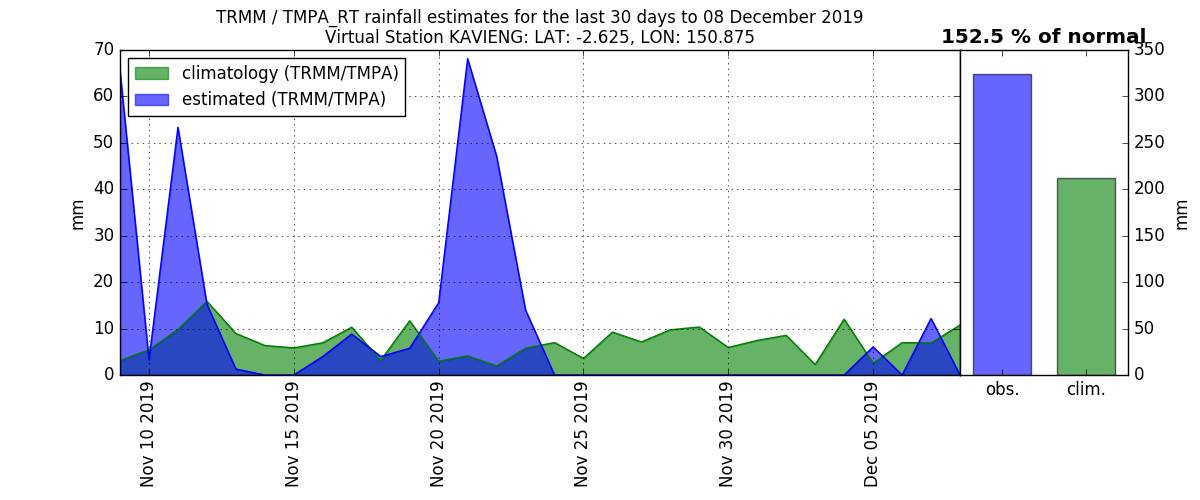 TRMM / TMPA_RT rainfall estimates for the last 30 days to 08 December 2019
Virtual Station KAVIENG: LAT: -2.625, LON: 150.875
152.5 % of normal
climatology (TRMM/TMPA)
estimated (TRMM/TMPA)
70
60
50
40
30
20
10
0
mm
Nov 10 2019
Nov 15 2019
Nov 20 2019
Nov 25 2019
Nov 30 2019
Dec 05 2019
350
300
250
200
150
100
50
0
mm
obs.
clim.